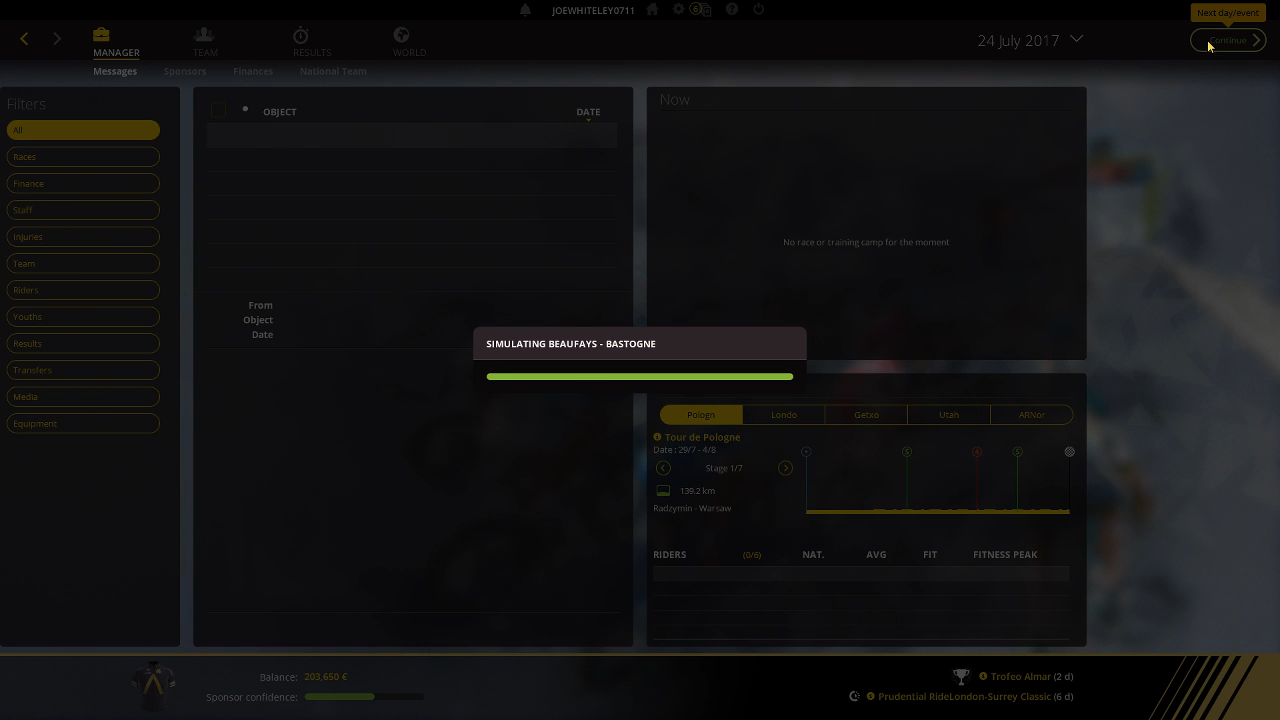 JOEWHITELEY0711
6
Next day/event
MANAGER
TEAM
RESULTS
WORLD
24 July 2017
Continue
Messages
Sponsors
Finances
National Team
Filters
All
Races
Finance
Staff
Injuries
Team
Riders
Youths
Results
Transfers
Media
Equipment
OBJECT
DATE
From
Object
Date
Now
No race or training camp for the moment
SIMULATING BEAUFAYS - BASTOGNE
Pologn
Londo
Getxo
Utah
ARNor
Tour de Pologne
Date : 29/7 - 4/8
Stage 1/7
139.2 km
Radzymin - Warsaw
S
4
S
RIDERS
(0/6)
NAT.
AVG
FIT
FITNESS PEAK
Balance: 203,650 €
Sponsor confidence:
Trofeo Almar (2 d)
Prudential RideLondon-Surrey Classic (6 d)